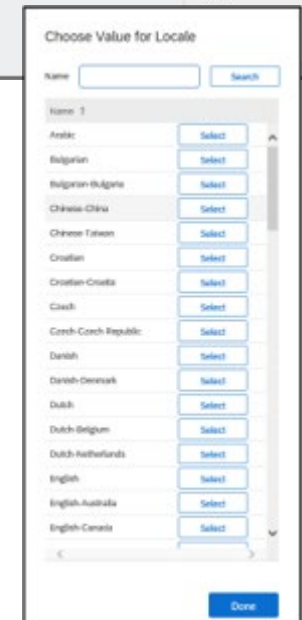 Choose Value for Locale
Name Search
Name ↑
Arabic Select
Bulgarian Select
Bulgarian-Bulgaria Select
Chinese-China Select
Chinese-Taiwan Select
Croatian Select
Croatian-Croatia Select
Czech Select
Czech-Czech Republic Select
Danish Select
Danish-Denmark Select
Dutch Select
Dutch-Belgium Select
Dutch-Netherlands Select
English Select
English-Australia Select
English-Canada Select
Done